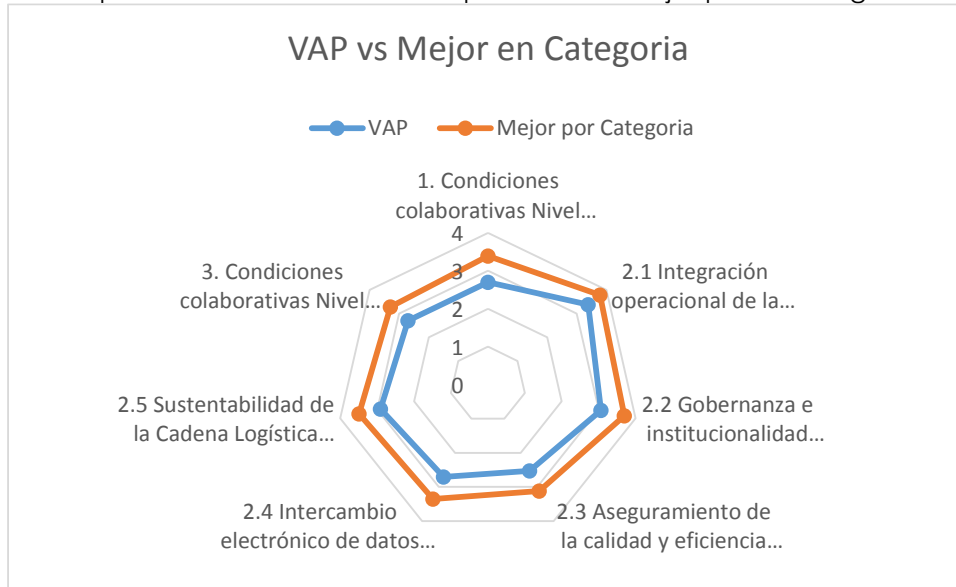 VAP vs Mejor en Categoria
VAP
Mejor por Categoria
1. Condiciones
colaborativas Nivel...
2.1 Integración
operacional de la...
2.2 Gobernanza e
institucionalidad...
2.3 Aseguramiento de
la calidad y eficiencia...
2.4 Intercambio
electrónico de datos...
2.5 Sustentabilidad de
la Cadena Logística...
3. Condiciones
colaborativas Nivel...
4
3
2
1
0